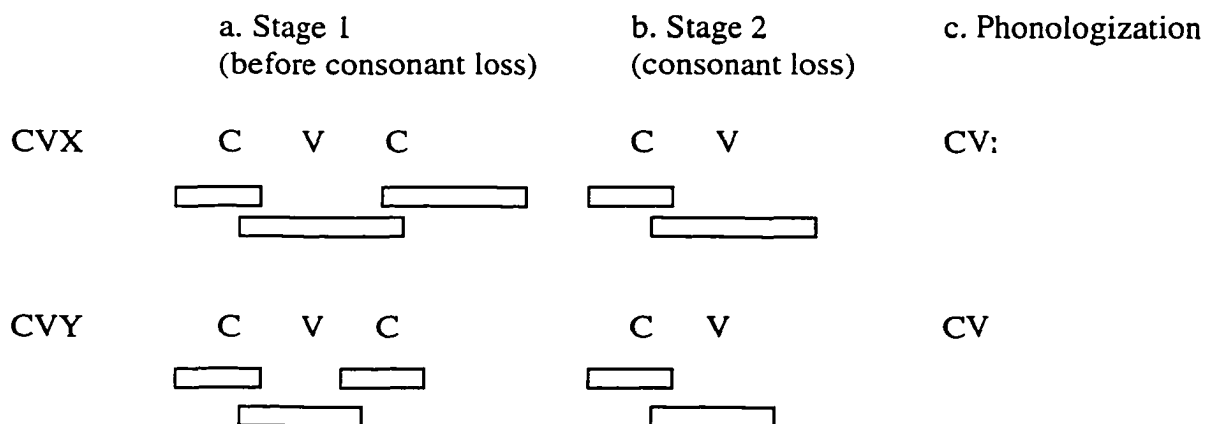 a. Stage 1 b. Stage 2 c. Phonologization
(before consonant loss) (consonant loss)
CVX C V C C V CV:
CVY C V C C V CV